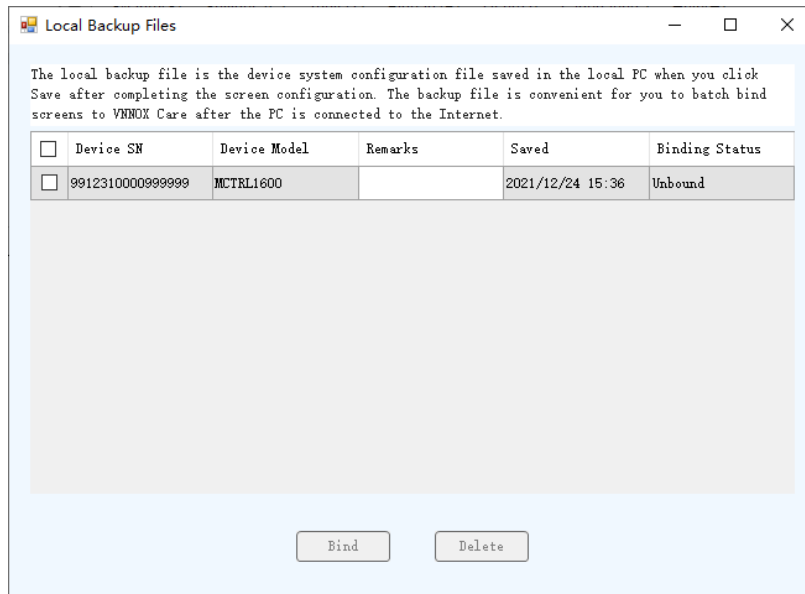 Local Backup Files
The local backup file is the device system configuration file saved in the local PC when you click
Save after completing the screen configuration. The backup file is convenient for you to batch bind
screens to VNNOX Care after the PC is connected to the Internet.
Device SN Device Model Remarks Saved Binding Status
9912310000999999 MCTRL1600 2021/12/24 15:36 Unbound
Bind Delete